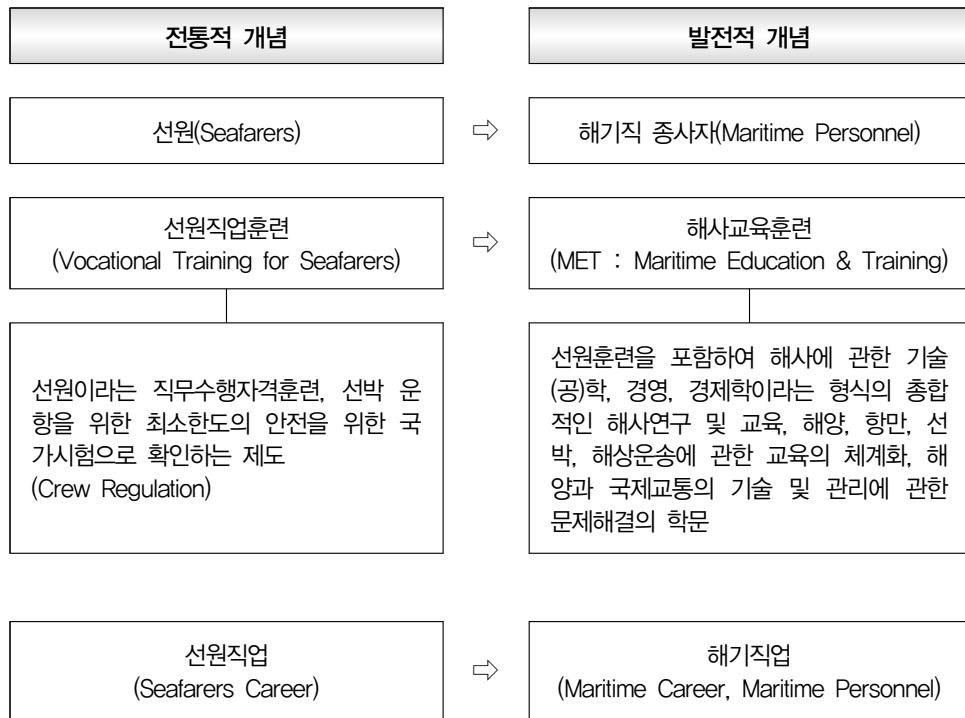 전통적 개념
발전적 개념
선원(Seafarers)
⇨
해기직 종사자(Maritime Personnel)
선원직업훈련
(Vocational Training for Seafarers)
⇨
해사교육훈련
(MET : Maritime Education & Training)
선원이라는 직무수행자격훈련, 선박 운
항을 위한 최소한도의 안전을 위한 국
가시험으로 확인하는 제도
(Crew Regulation)
선원훈련을 포함하여 해사에 관한 기술
(공)학, 경영, 경제학이라는 형식의 종합
적인 해사연구 및 교육, 해양, 항만, 선
박, 해상운송에 관한 교육의 체계화, 해
양과 국제교통의 기술 및 관리에 관한
문제해결의 학문
선원직업
(Seafarers Career)
⇨
해기직업
(Maritime Career, Maritime Personnel)